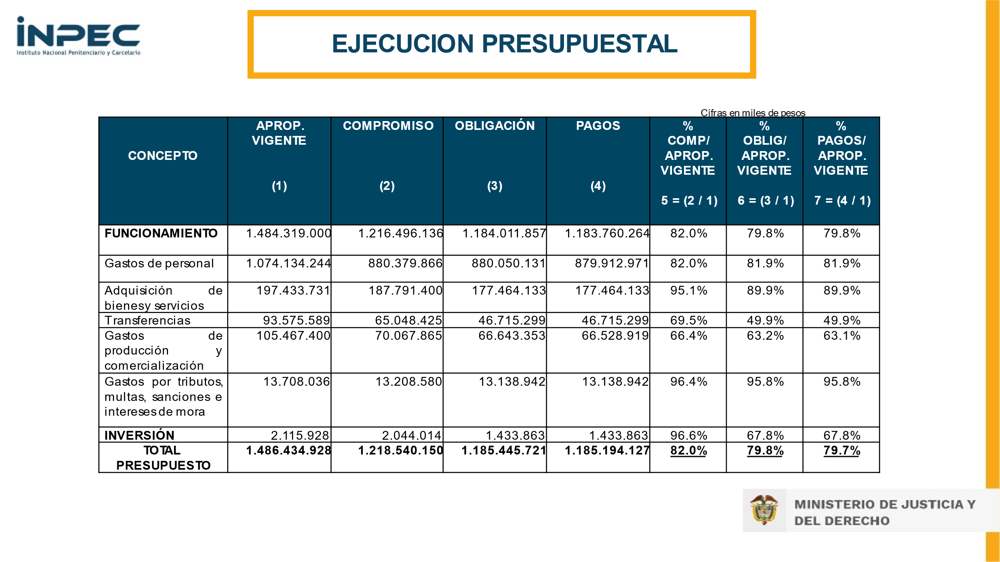 iNPEC
Instituto Nacional Penitenciario y Carcelario
EJECUCION PRESUPUESTAL
Cifras en miles de pesos
CONCEPTO
APROP.
VIGENTE
(1)
COMPROMISO
(2)
OBLIGACIÓN
(3)
PAGOS
(4)
%
COMP/
APROP.
VIGENTE
5 = (2 / 1)
%
OBLIG/
APROP.
VIGENTE
6 = (3 / 1)
%
PAGOS/
APROP.
VIGENTE
7 = (4 / 1)
FUNCIONAMIENTO 1.484.319.000 1.216.496.136 1.184.011.857 1.183.760.264 82.0% 79.8% 79.8%
Gastos de personal 1.074.134.244 880.379.866 880.050.131 879.912.971 82.0% 81.9% 81.9%
Adquisición de 197.433.731 187.791.400 177.464.133 177.464.133 95.1% 89.9% 89.9%
bienes y servicios
Transferencias 93.575.589 65.048.425 46.715.299 46.715.299 69.5% 49.9% 49.9%
Gastos de 105.467.400 70.067.865 66.643.353 66.528.919 66.4% 63.2% 63.1%
producción y
comercialización
Gastos por tributos, 13.708.036 13.208.580 13.138.942 13.138.942 96.4% 95.8% 95.8%
multas, sanciones e
intereses de mora
INVERSIÓN 2.115.928 2.044.014 1.433.863 1.433.863 96.6% 67.8% 67.8%
TOTAL 1.486.434.928 1.218.540.150 1.185.445.721 1.185.194.127 82.0% 79.8% 79.7%
PRESUPUESTO
MINISTERIO DE JUSTICIA Y
DEL DERECHO